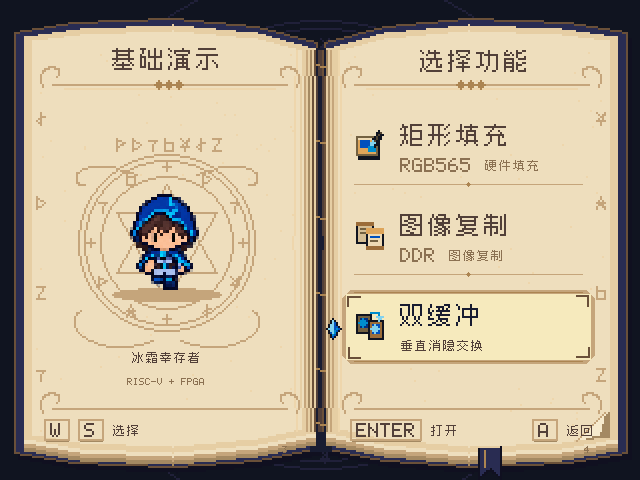 基础演示
冰霜幸存者
RISC-V + FPGA
W S 选择
选择功能
矩形填充
RGB565 硬件填充
图像复制
DDR 图像复制
双缓冲
垂直消隐交换
ENTER 打开
A 返回